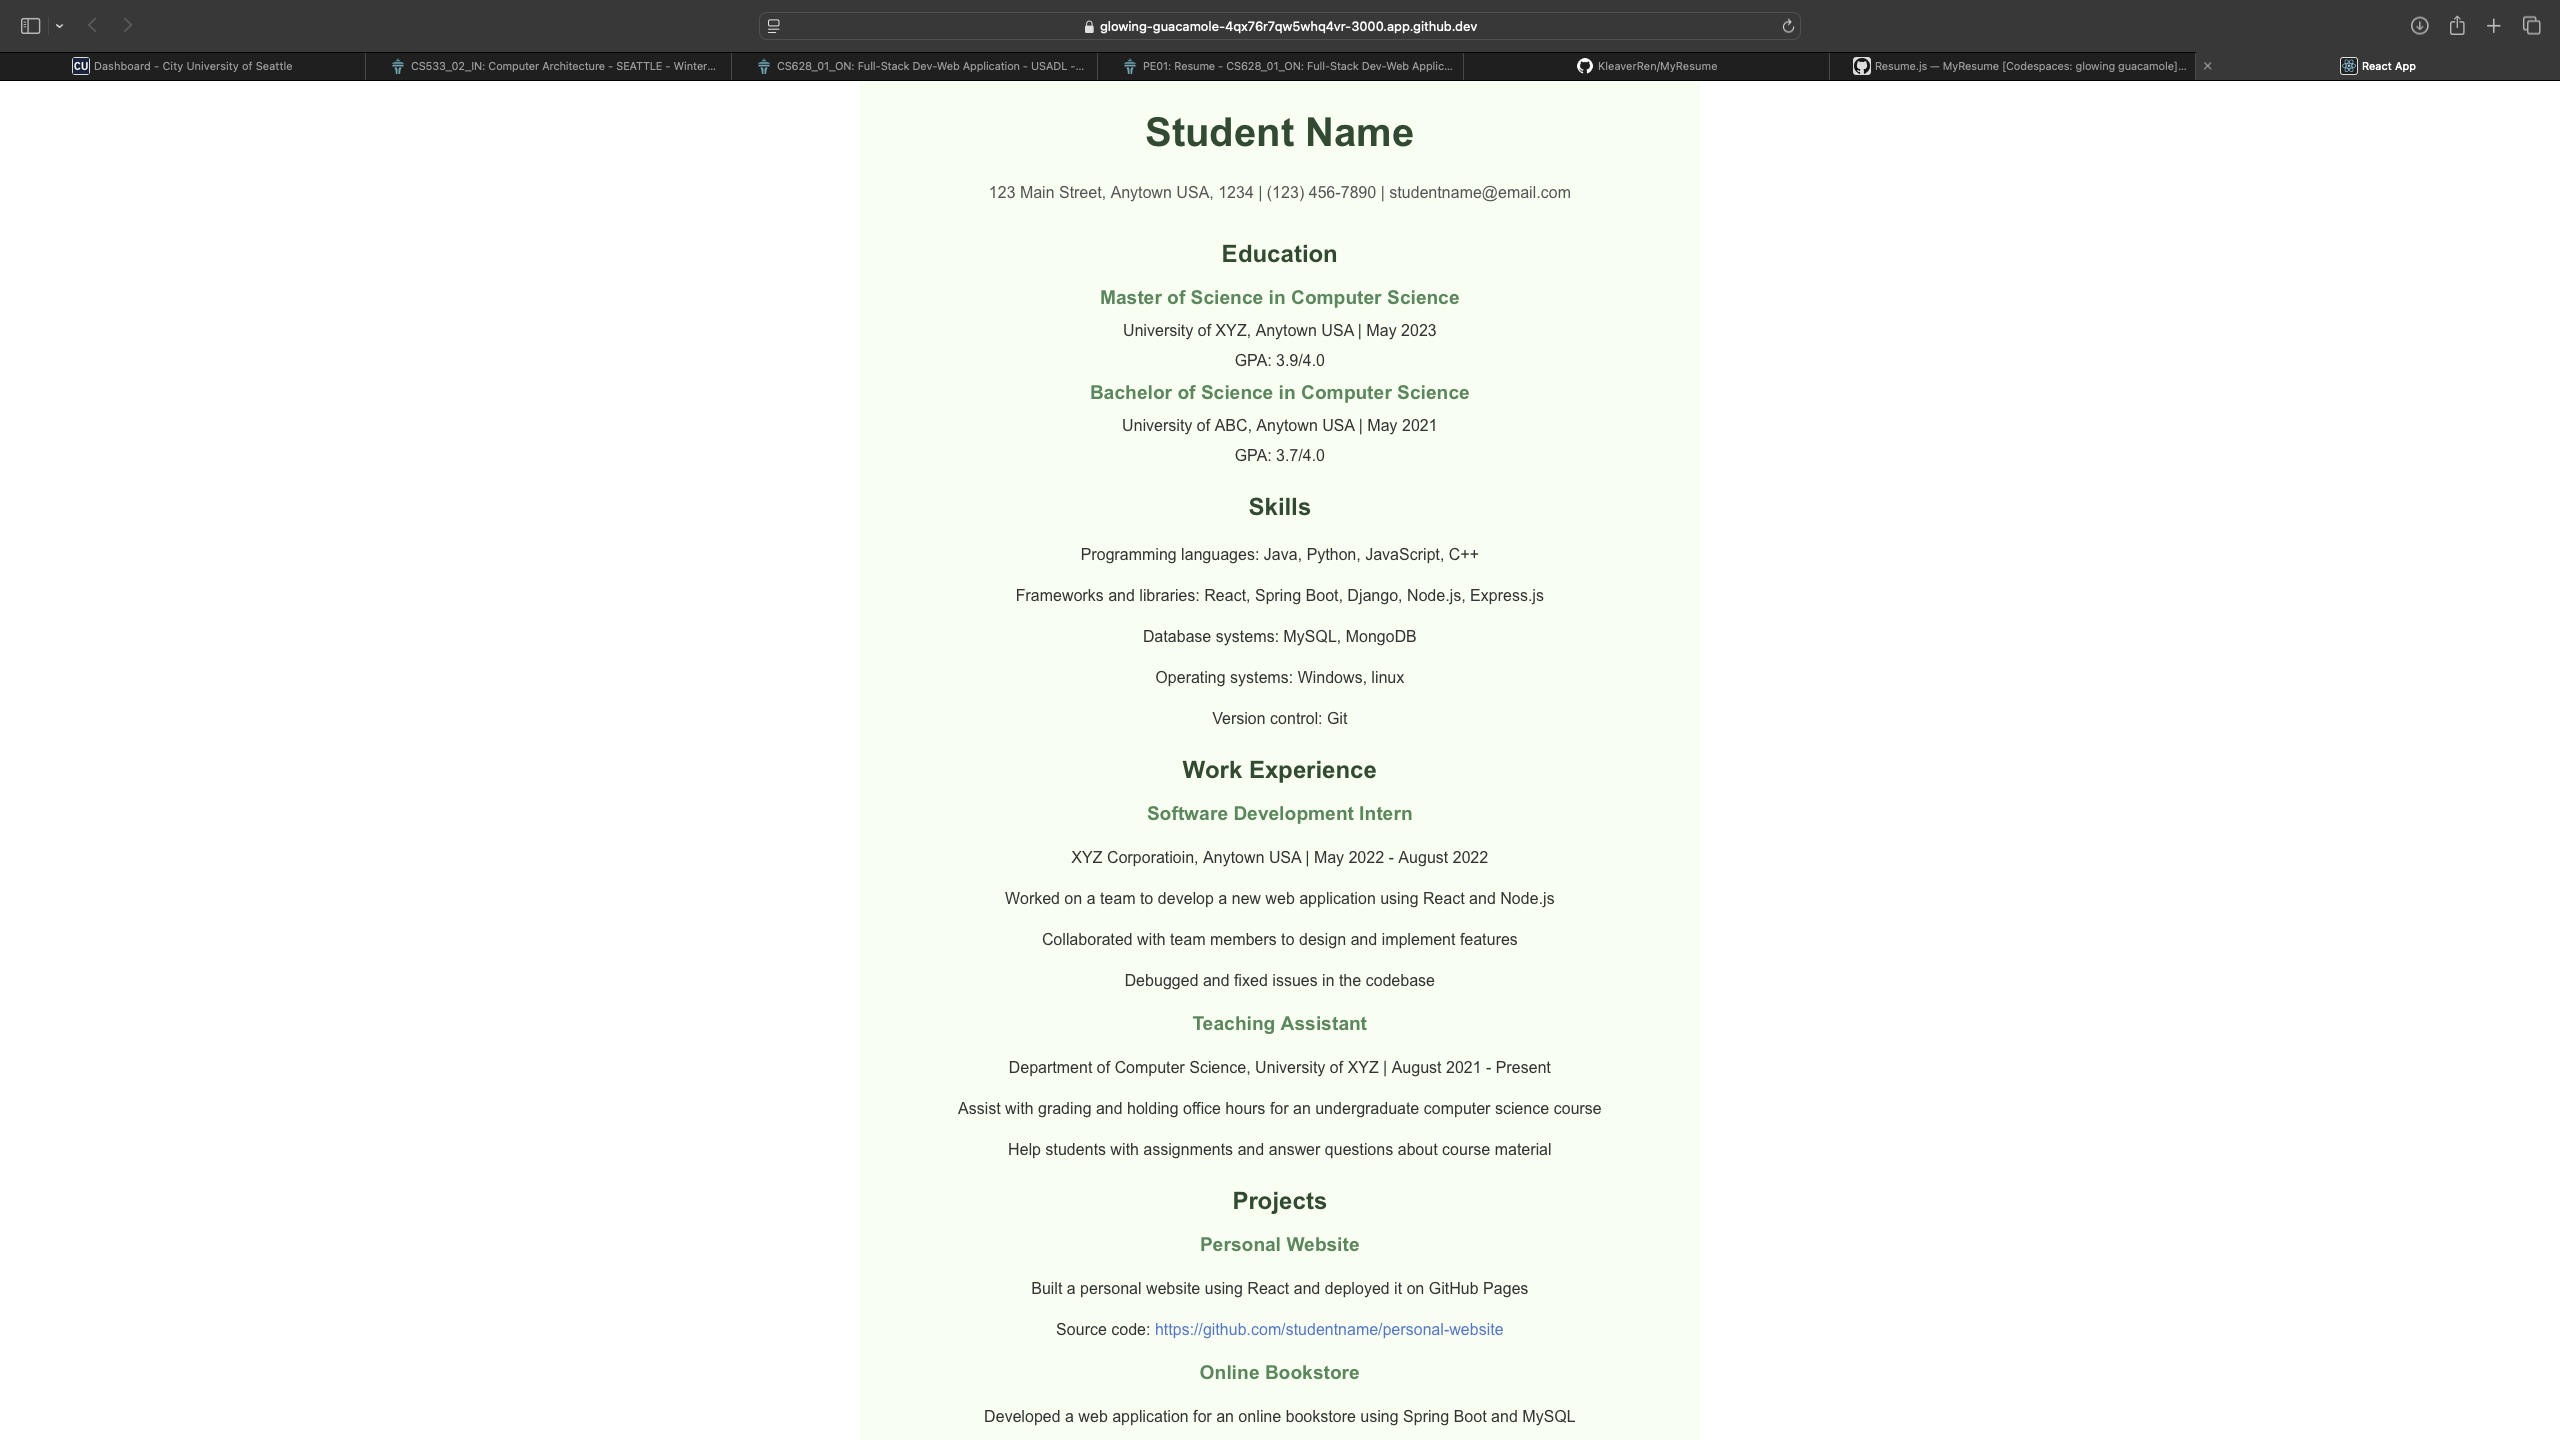 glowing-guacamole-4qx76r7qw5whq4vr-3000.app.github.dev
CU Dashboard - City University of Seattle
CS533_02_IN: Computer Architecture - SEATTLE - Winter...
CS628_01_ON: Full-Stack Dev-Web Application - USADL -...
PE01: Resume - CS628_01_ON: Full-Stack Dev-Web Applic...
KleaverRen/MyResume
Resume.js — MyResume [Codespaces: glowing guacamole]...
React App
Student Name
123 Main Street, Anytown USA, 1234 | (123) 456-7890 | studentname@email.com
Education
Master of Science in Computer Science
University of XYZ, Anytown USA | May 2023
GPA: 3.9/4.0
Bachelor of Science in Computer Science
University of ABC, Anytown USA | May 2021
GPA: 3.7/4.0
Skills
Programming languages: Java, Python, JavaScript, C++
Frameworks and libraries: React, Spring Boot, Django, Node.js, Express.js
Database systems: MySQL, MongoDB
Operating systems: Windows, linux
Version control: Git
Work Experience
Software Development Intern
XYZ Corporatioin, Anytown USA | May 2022 - August 2022
Worked on a team to develop a new web application using React and Node.js
Collaborated with team members to design and implement features
Debugged and fixed issues in the codebase
Teaching Assistant
Department of Computer Science, University of XYZ | August 2021 - Present
Assist with grading and holding office hours for an undergraduate computer science course
Help students with assignments and answer questions about course material
Projects
Personal Website
Built a personal website using React and deployed it on GitHub Pages
Source code: https://github.com/studentname/personal-website
Online Bookstore
Developed a web application for an online bookstore using Spring Boot and MySQL